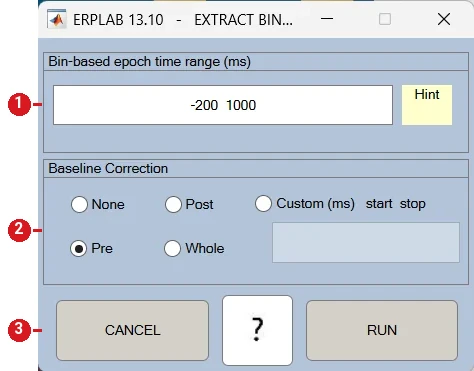 ERPLAB 13.10 - EXTRACT BIN...
Bin-based epoch time range (ms)
1
-200 1000
Hint
Baseline Correction
None
Post
Custom (ms) start stop
2
Pre
Whole
3
CANCEL
?
RUN